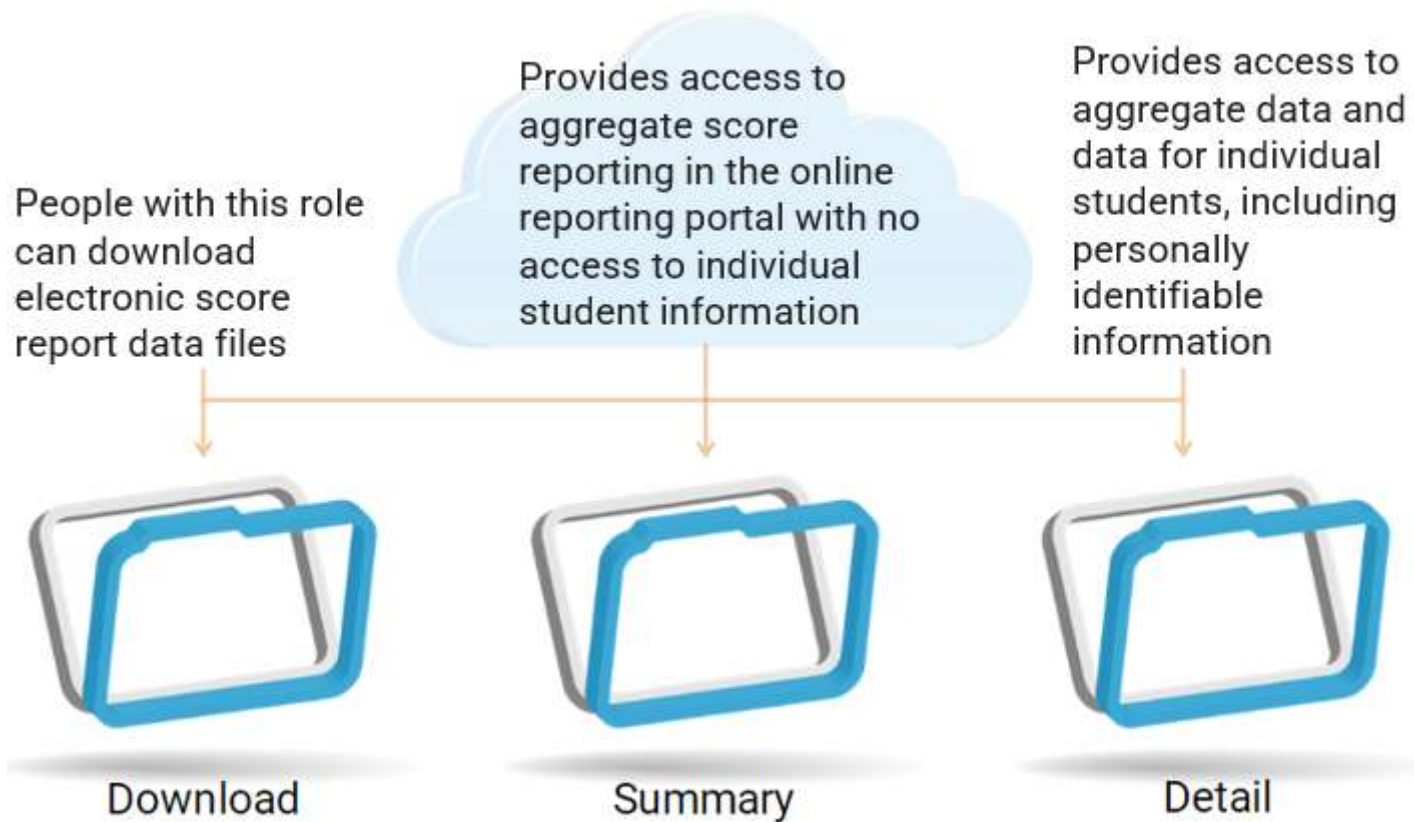 People with this role
can download
electronic score
report data files
Provides access to
aggregate score
reporting in the online
reporting portal with no
access to individual
student information
Provides access to
aggregate data and
data for individual
students, including
personally
identifiable
information
Download
Summary
Detail